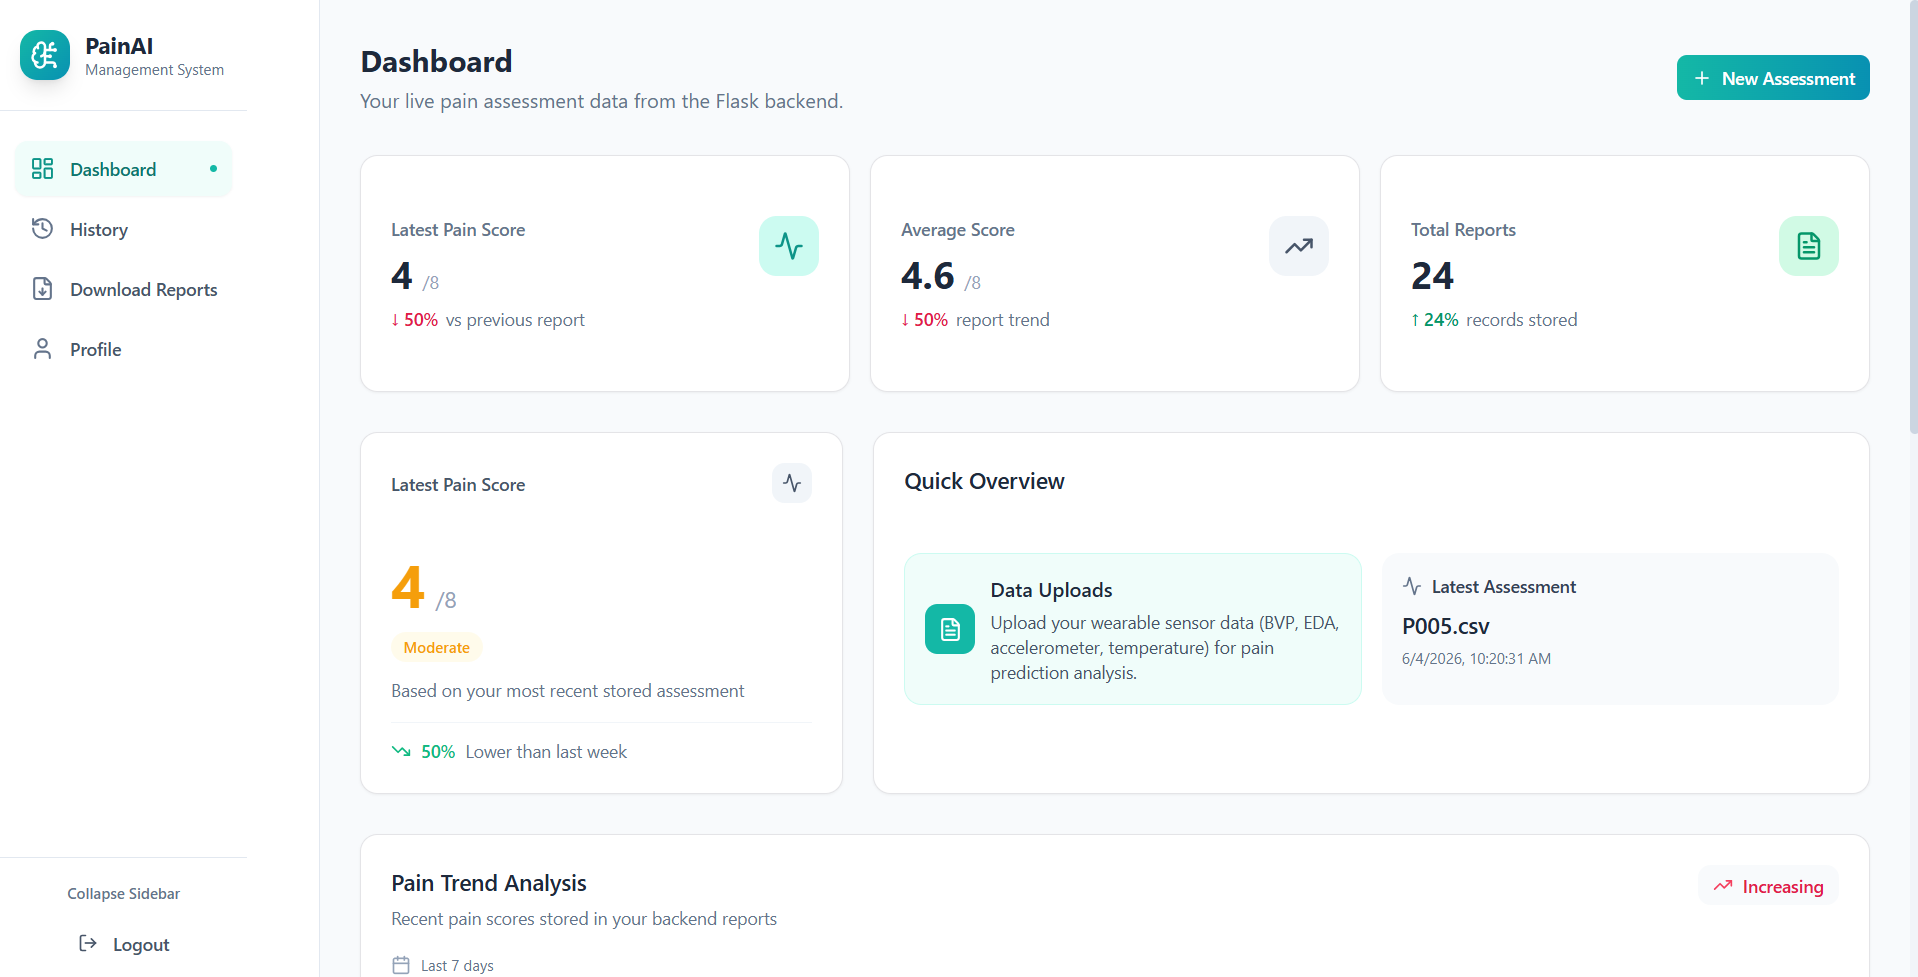 PainAI
Management System
Dashboard
History
Download Reports
Profile
Collapse Sidebar
Logout
Dashboard
Your live pain assessment data from the Flask backend.
+ New Assessment
Latest Pain Score
4 /8
↓ 50% vs previous report
Average Score
4.6 /8
↓ 50% report trend
Total Reports
24
↑ 24% records stored
Latest Pain Score
4 /8
Moderate
Based on your most recent stored assessment
50% Lower than last week
Quick Overview
Data Uploads
Upload your wearable sensor data (BVP, EDA,
accelerometer, temperature) for pain
prediction analysis.
Latest Assessment
P005.csv
6/4/2026, 10:20:31 AM
Pain Trend Analysis
Increasing
Recent pain scores stored in your backend reports
Last 7 days